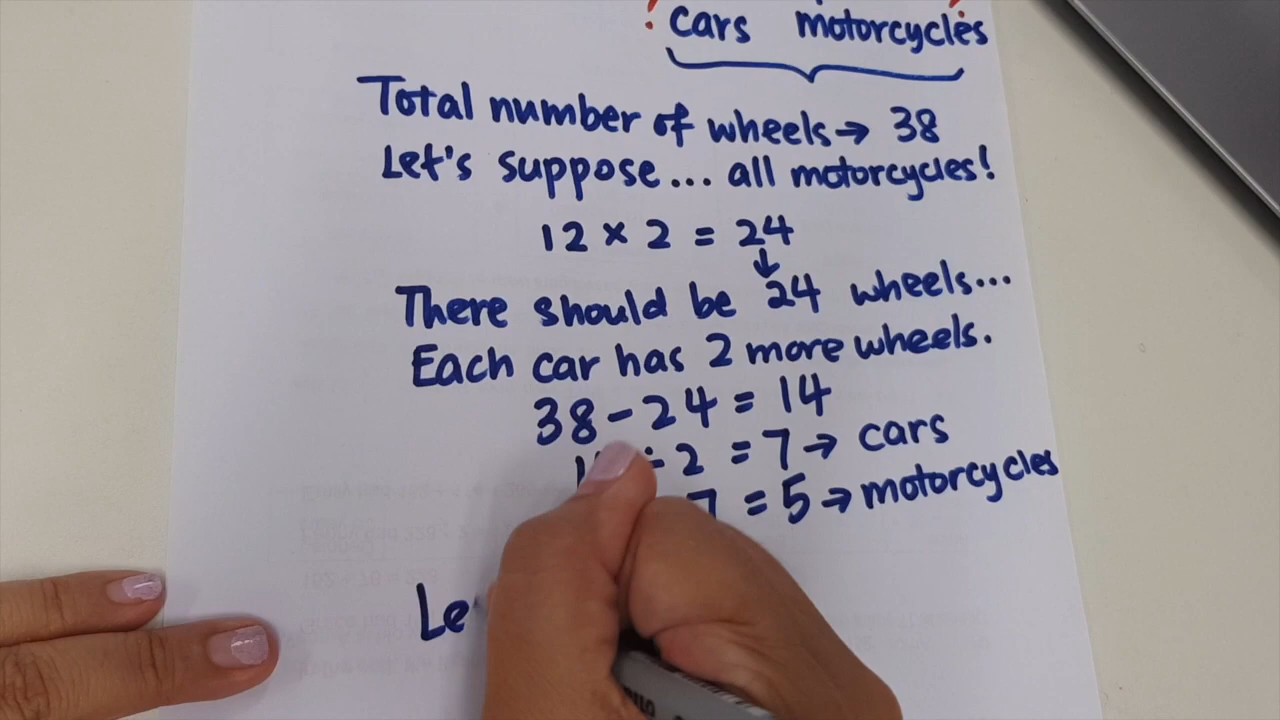 ? cars motorcycles ?
Total number of wheels → 38
Let's suppose... all motorcycles!
12 × 2 = 24
↓
There should be 24 wheels...
Each car has 2 more wheels.
38 - 24 = 14
÷ 2 = 7 → cars
7 = 5 → motorcycles
Le